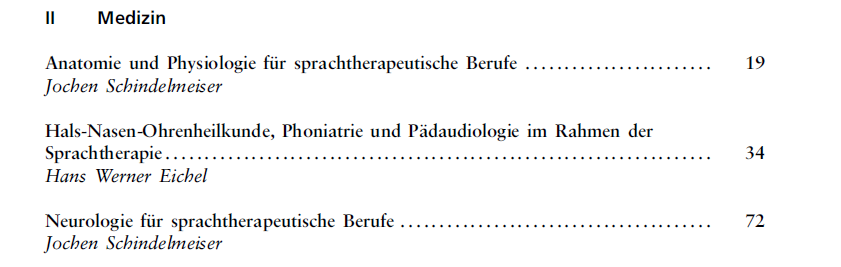 II Medizin
Anatomie und Physiologie für sprachtherapeutische Berufe ........................ 19
Jochen Schindelmeiser
Hals-Nasen-Ohrenheilkunde, Phoniatrie und Pädaudiologie im Rahmen der
Sprachtherapie...................................................................... 34
Hans Werner Eichel
Neurologie für sprachtherapeutische Berufe ........................................ 72
Jochen Schindelmeiser